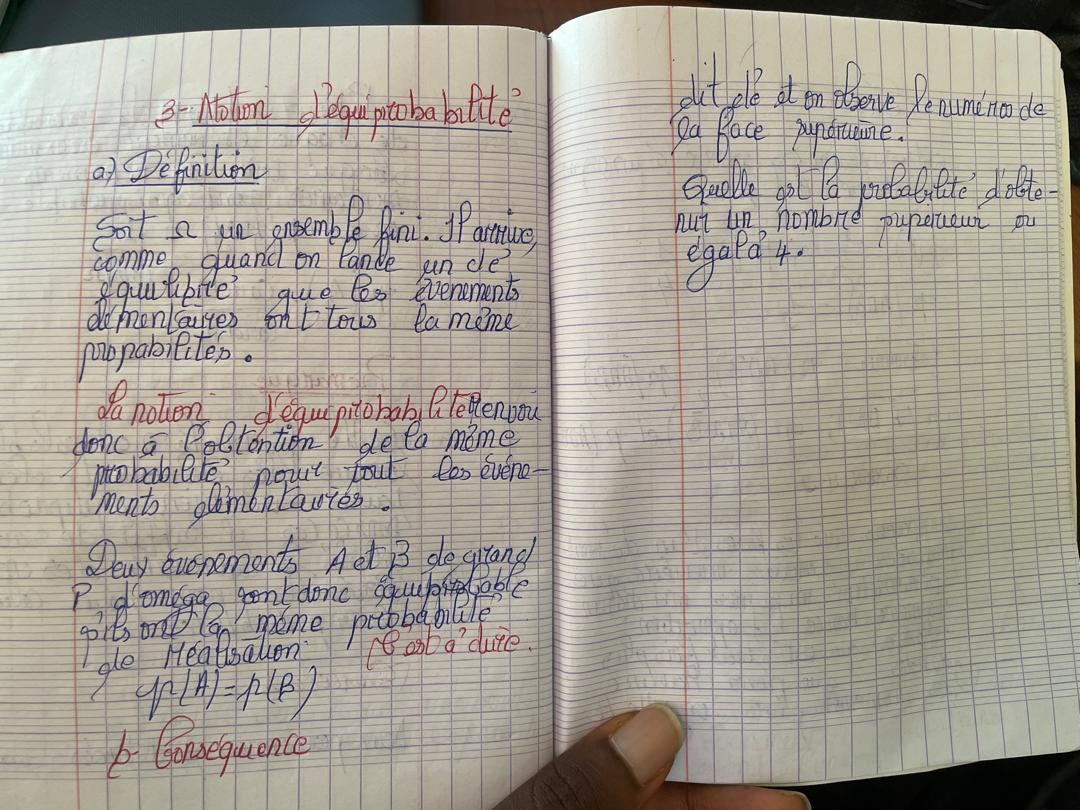 3- Notion d'équiprobabilité
a) Définition
Soit Ω un ensemble fini. Il arrive,
comme quand on lance un dé
équilibré que les évènements
élémentaires ont tous la même
probabilités.
La notion d'équiprobabilité renvoi
donc à l'obtention de la même
probabilité pour tout les événe-
ments élémentaires.
Deux événements A et B de grand
P d'oméga sont donc équiprobable
s'ils ont la même probabilité
de réalisation. C'est à dire.
p(A)=p(B)
b- Conséquence
dit dé et on observe le numéro de
la face supérieure.
Quelle est la probabilité d'obte-
nir un nombre superieur ou
égal à 4.